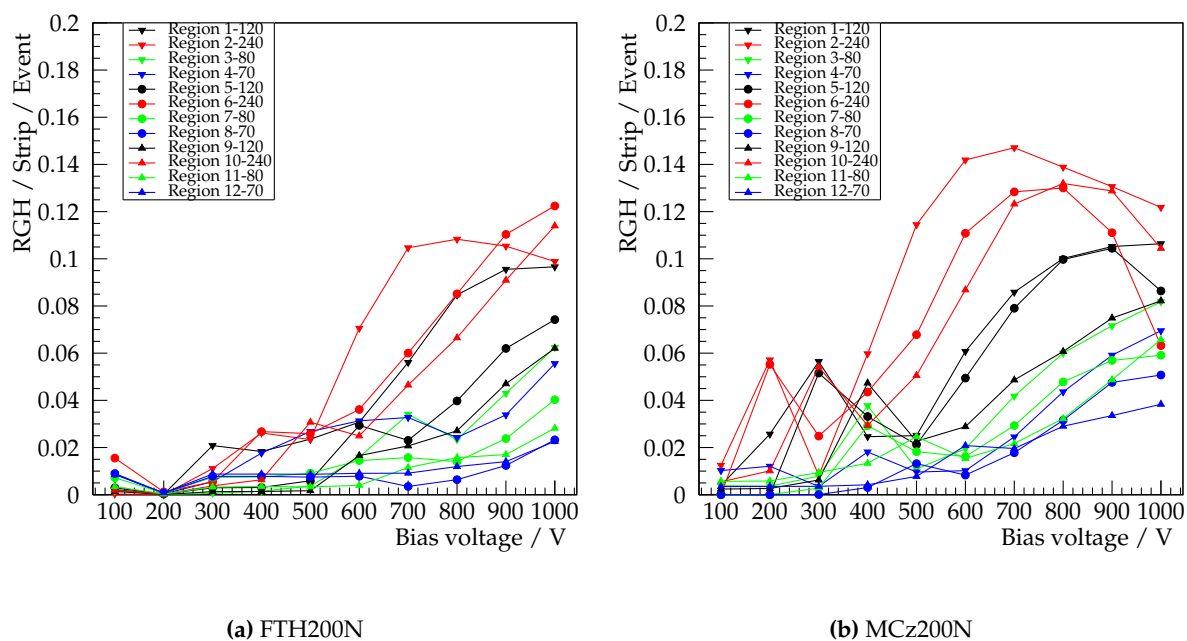 RGH / Strip / Event
0.2
0.18
0.16
0.14
0.12
0.1
0.08
0.06
0.04
0.02
0
Region 1-120
Region 2-240
Region 3-80
Region 4-70
Region 5-120
Region 6-240
Region 7-80
Region 8-70
Region 9-120
Region 10-240
Region 11-80
Region 12-70
100 200 300 400 500 600 700 800 900 1000
Bias voltage / V
(a) FTH200N
RGH / Strip / Event
0.2
0.18
0.16
0.14
0.12
0.1
0.08
0.06
0.04
0.02
0
Region 1-120
Region 2-240
Region 3-80
Region 4-70
Region 5-120
Region 6-240
Region 7-80
Region 8-70
Region 9-120
Region 10-240
Region 11-80
Region 12-70
100 200 300 400 500 600 700 800 900 1000
Bias voltage / V
(b) MCz200N